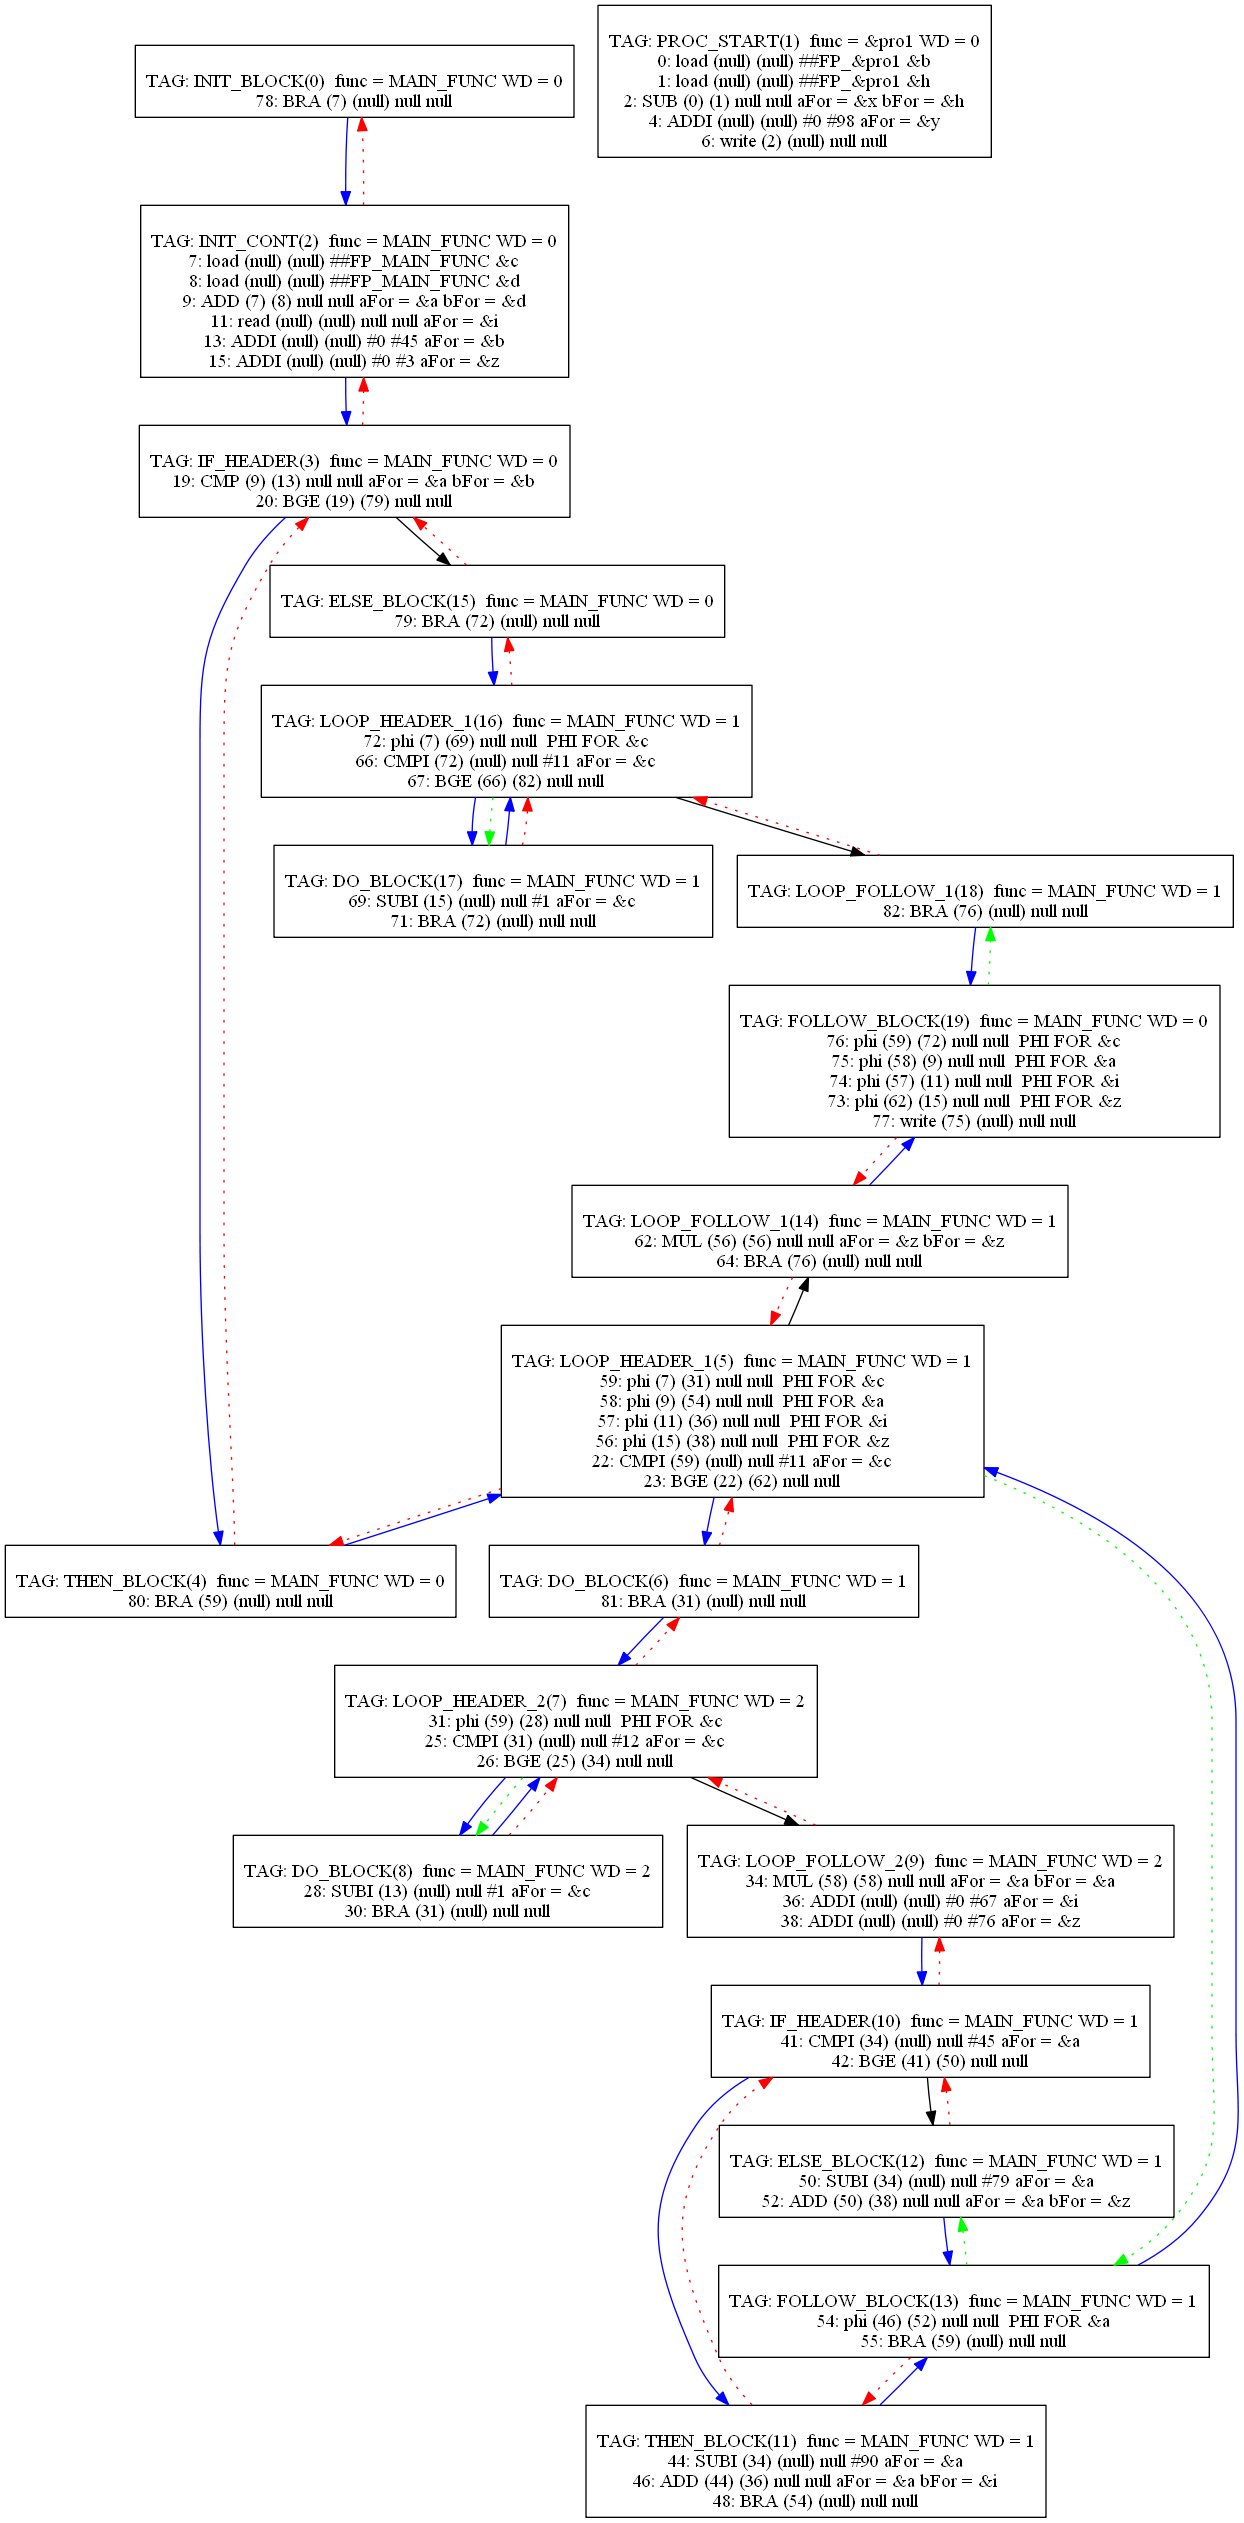 TAG: INIT_BLOCK(0) func = MAIN_FUNC WD = 0
78: BRA (7) (null) null null
TAG: PROC_START(1) func = &pro1 WD = 0
0: load (null) (null) ##FP_&pro1 &b
1: load (null) (null) ##FP_&pro1 &h
2: SUB (0) (1) null null aFor = &x bFor = &h
4: ADDI (null) (null) #0 #98 aFor = &y
6: write (2) (null) null null
TAG: INIT_CONT(2) func = MAIN_FUNC WD = 0
7: load (null) (null) ##FP_MAIN_FUNC &c
8: load (null) (null) ##FP_MAIN_FUNC &d
9: ADD (7) (8) null null aFor = &a bFor = &d
11: read (null) (null) null null aFor = &i
13: ADDI (null) (null) #0 #45 aFor = &b
15: ADDI (null) (null) #0 #3 aFor = &z
TAG: IF_HEADER(3) func = MAIN_FUNC WD = 0
19: CMP (9) (13) null null aFor = &a bFor = &b
20: BGE (19) (79) null null
TAG: ELSE_BLOCK(15) func = MAIN_FUNC WD = 0
79: BRA (72) (null) null null
TAG: LOOP_HEADER_1(16) func = MAIN_FUNC WD = 1
72: phi (7) (69) null null PHI FOR &c
66: CMPI (72) (null) null #11 aFor = &c
67: BGE (66) (82) null null
TAG: DO_BLOCK(17) func = MAIN_FUNC WD = 1
69: SUBI (15) (null) null #1 aFor = &c
71: BRA (72) (null) null null
TAG: LOOP_FOLLOW_1(18) func = MAIN_FUNC WD = 1
82: BRA (76) (null) null null
TAG: FOLLOW_BLOCK(19) func = MAIN_FUNC WD = 0
76: phi (59) (72) null null PHI FOR &c
75: phi (58) (9) null null PHI FOR &a
74: phi (57) (11) null null PHI FOR &i
73: phi (62) (15) null null PHI FOR &z
77: write (75) (null) null null
TAG: LOOP_FOLLOW_1(14) func = MAIN_FUNC WD = 1
62: MUL (56) (56) null null aFor = &z bFor = &z
64: BRA (76) (null) null null
TAG: LOOP_HEADER_1(5) func = MAIN_FUNC WD = 1
59: phi (7) (31) null null PHI FOR &c
58: phi (9) (54) null null PHI FOR &a
57: phi (11) (36) null null PHI FOR &i
56: phi (15) (38) null null PHI FOR &z
22: CMPI (59) (null) null #11 aFor = &c
23: BGE (22) (62) null null
TAG: THEN_BLOCK(4) func = MAIN_FUNC WD = 0
80: BRA (59) (null) null null
TAG: DO_BLOCK(6) func = MAIN_FUNC WD = 1
81: BRA (31) (null) null null
TAG: LOOP_HEADER_2(7) func = MAIN_FUNC WD = 2
31: phi (59) (28) null null PHI FOR &c
25: CMPI (31) (null) null #12 aFor = &c
26: BGE (25) (34) null null
TAG: DO_BLOCK(8) func = MAIN_FUNC WD = 2
28: SUBI (13) (null) null #1 aFor = &c
30: BRA (31) (null) null null
TAG: LOOP_FOLLOW_2(9) func = MAIN_FUNC WD = 2
34: MUL (58) (58) null null aFor = &a bFor = &a
36: ADDI (null) (null) #0 #67 aFor = &i
38: ADDI (null) (null) #0 #76 aFor = &z
TAG: IF_HEADER(10) func = MAIN_FUNC WD = 1
41: CMPI (34) (null) null #45 aFor = &a
42: BGE (41) (50) null null
TAG: ELSE_BLOCK(12) func = MAIN_FUNC WD = 1
50: SUBI (34) (null) null #79 aFor = &a
52: ADD (50) (38) null null aFor = &a bFor = &z
TAG: FOLLOW_BLOCK(13) func = MAIN_FUNC WD = 1
54: phi (46) (52) null null PHI FOR &a
55: BRA (59) (null) null null
TAG: THEN_BLOCK(11) func = MAIN_FUNC WD = 1
44: SUBI (34) (null) null #90 aFor = &a
46: ADD (44) (36) null null aFor = &a bFor = &i
48: BRA (54) (null) null null